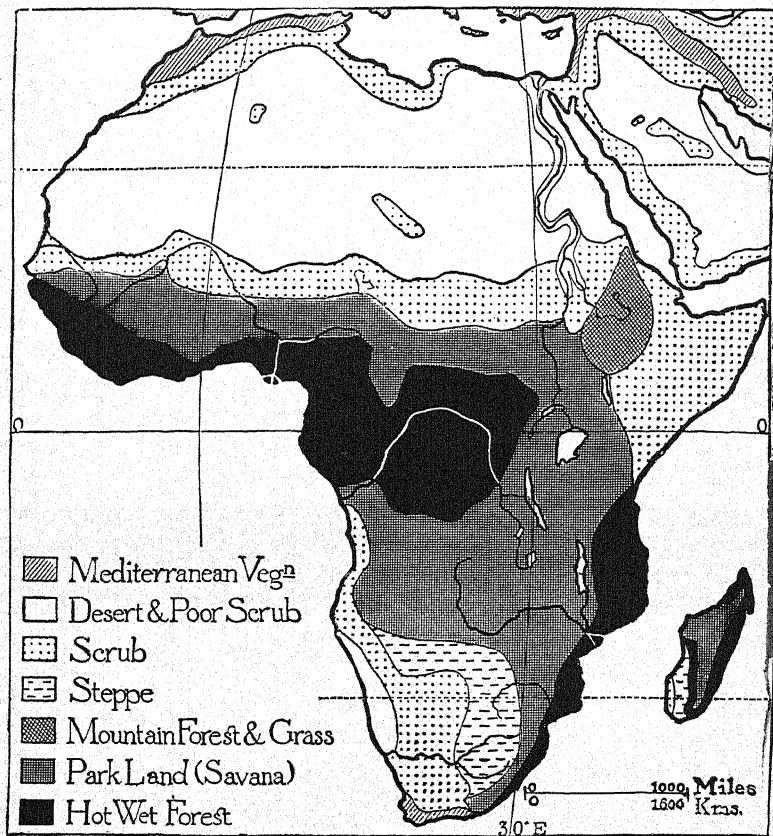 0 0
Mediterranean Vegn
Desert & Poor Scrub
Scrub
Steppe
Mountain Forest & Grass
Park Land (Savana)
Hot Wet Forest
0 1000 Miles
0 1600 Kms.
30°E